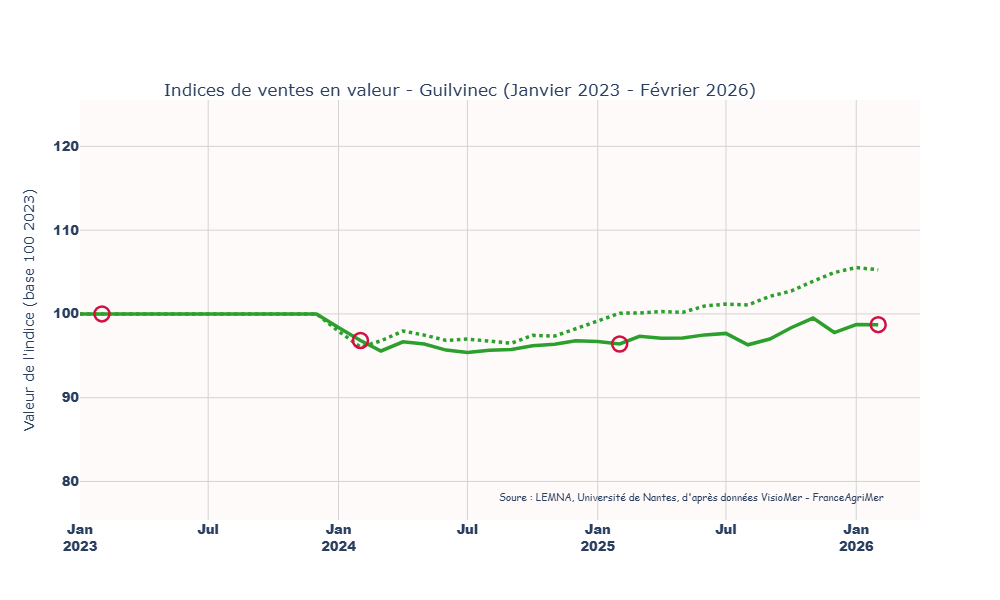 Indices de ventes en valeur - Guilvinec (Janvier 2023 - Février 2026)
Valeur de l'indice (base 100 2023)
120
110
100
90
80
Soure : LEMNA, Université de Nantes, d'après données VisioMer - FranceAgriMer
Jan Jul Jan Jul Jan Jul Jan
2023 2024 2025 2026